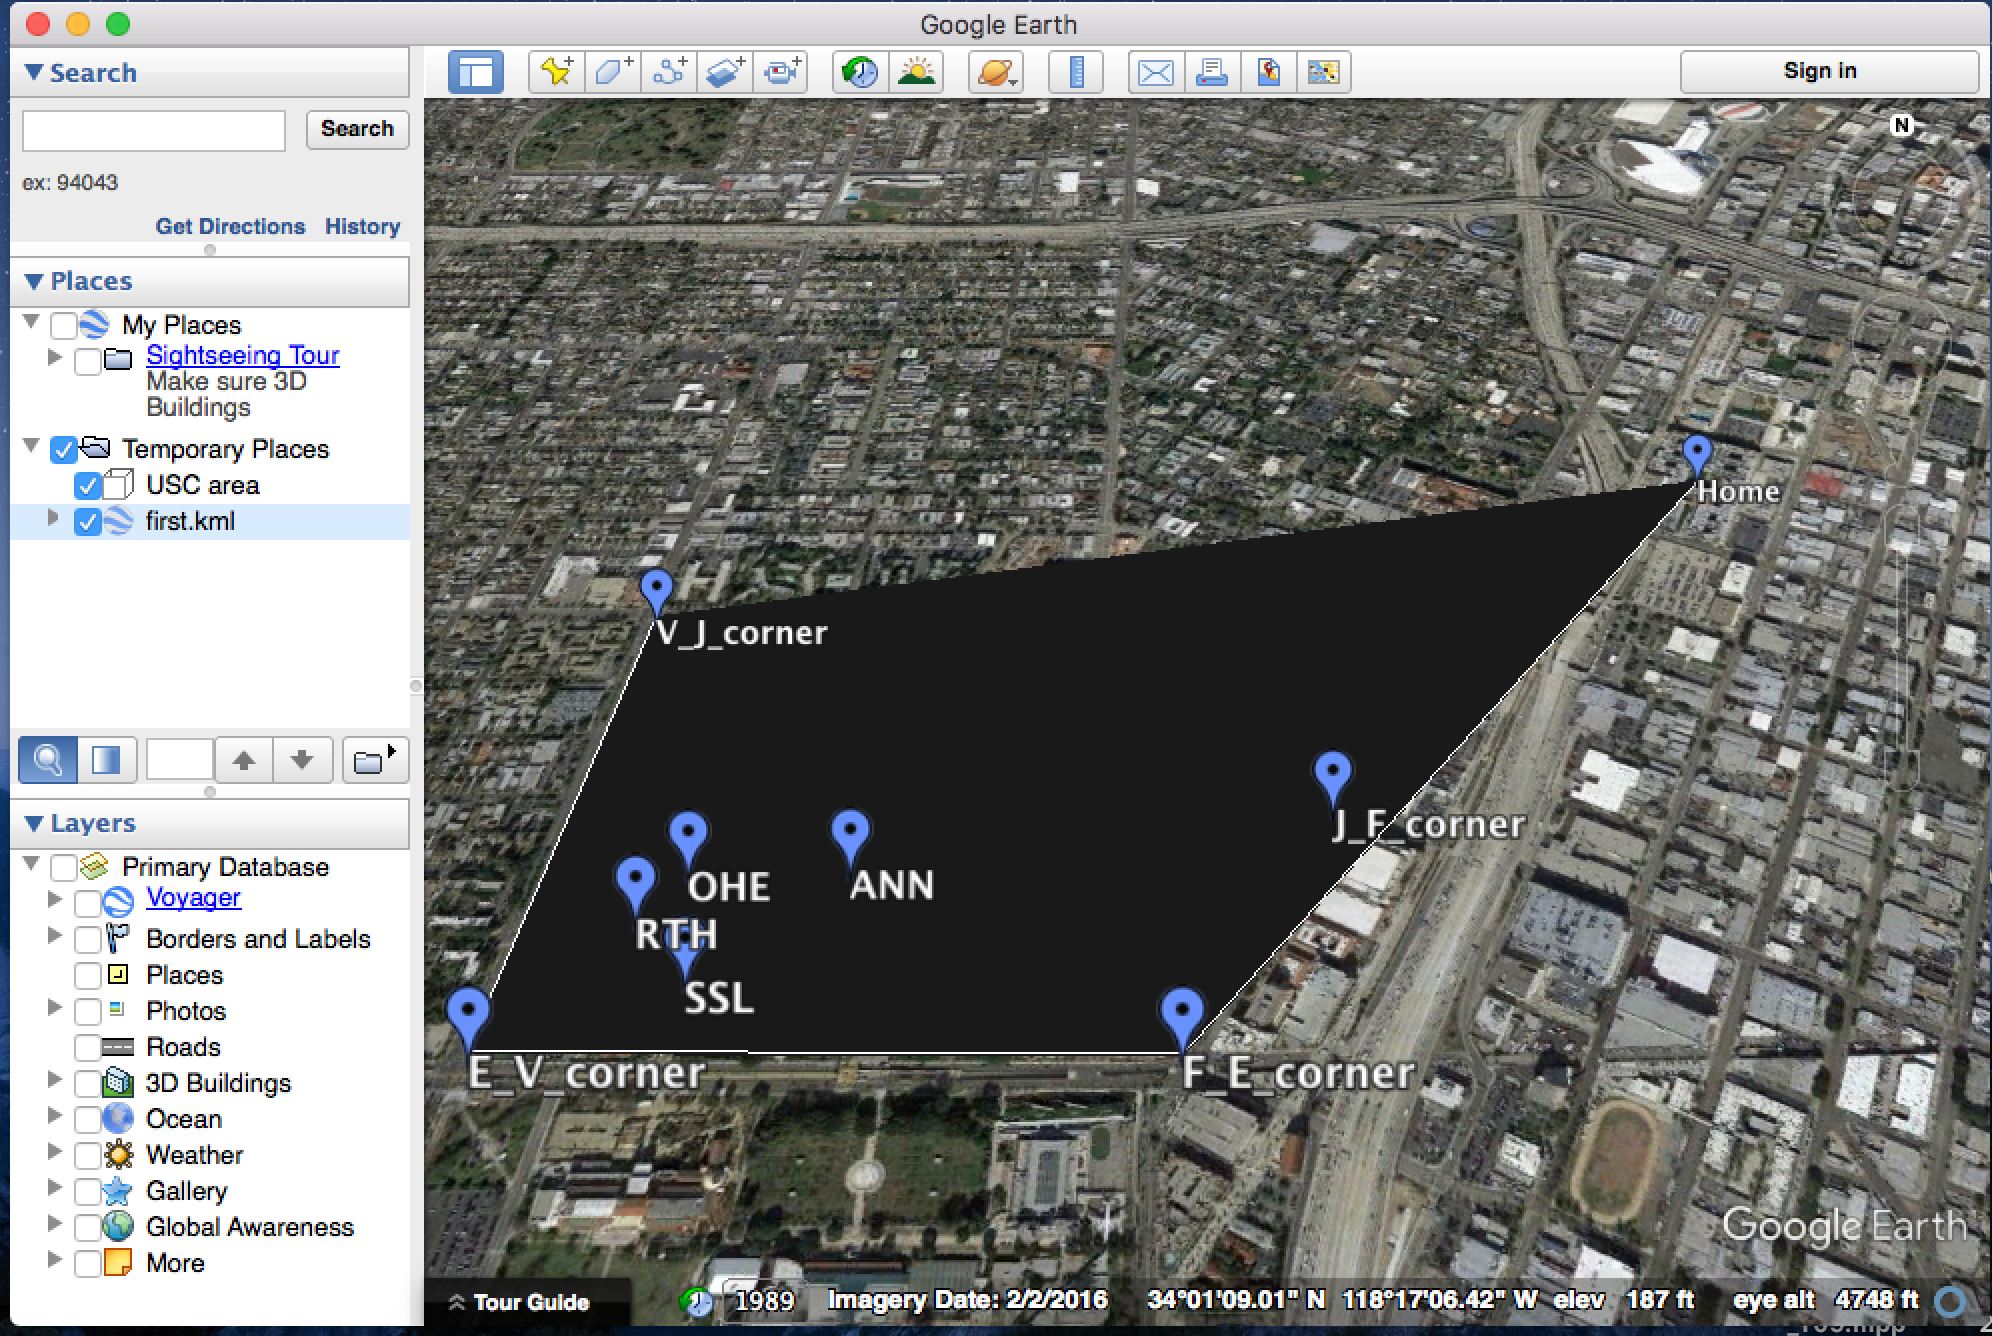 Google Earth
Search
Search
ex: 94043
Get Directions History
Places
My Places
Sightseeing Tour
Make sure 3D
Buildings
Temporary Places
USC area
first.kml
Layers
Primary Database
Voyager
Borders and Labels
Places
Photos
Roads
3D Buildings
Ocean
Weather
Gallery
Global Awareness
More
Sign in
N
Home
V_J_corner
J_F_corner
OHE
ANN
RTH
SSL
E_V_corner
F_E_corner
Google Earth
Tour Guide
1989
Imagery Date: 2/2/2016
34°01'09.01" N 118°17'06.42" W elev 187 ft eye alt 4748 ft